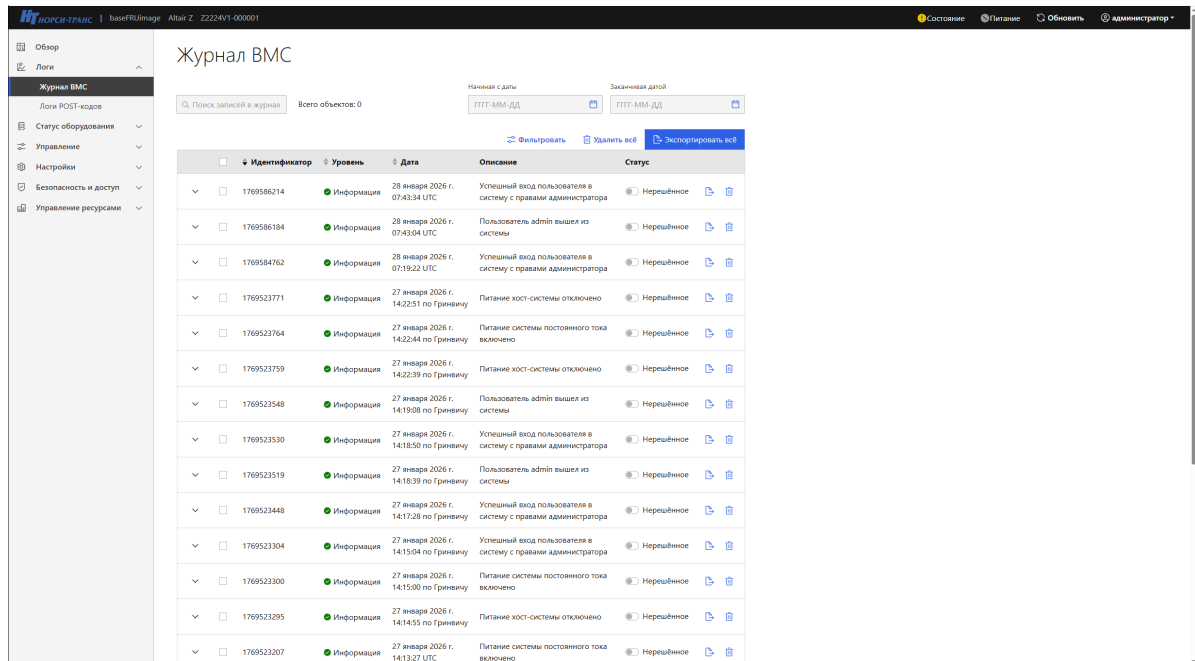 НТ НОРСИ-ТРАНС | baseFRUimage Altair Z Z2224V1-000001 Состояние Питание Обновить администратор
Обзор
Логи
Журнал BMC
Логи POST-кодов
Статус оборудования
Управление
Настройки
Безопасность и доступ
Управление ресурсами
Журнал BMC
Начиная с даты Заканчивая датой
Поиск записей в журнал Всего объектов: 0 ГГГГ-ММ-ДД ГГГГ-ММ-ДД
Фильтровать Удалить всё Экспортировать всё
Идентификатор Уровень Дата Описание Статус
1769586214 Информация 28 января 2026 г. 07:43:34 UTC Успешный вход пользователя в систему с правами администратора Нерешённое
1769586184 Информация 28 января 2026 г. 07:43:04 UTC Пользователь admin вышел из системы Нерешённое
1769584762 Информация 28 января 2026 г. 07:19:22 UTC Успешный вход пользователя в систему с правами администратора Нерешённое
1769523771 Информация 27 января 2026 г. 14:22:51 по Гринвичу Питание хост-системы отключено Нерешённое
1769523764 Информация 27 января 2026 г. 14:22:44 по Гринвичу Питание системы постоянного тока включено Нерешённое
1769523759 Информация 27 января 2026 г. 14:22:39 по Гринвичу Питание хост-системы отключено Нерешённое
1769523548 Информация 27 января 2026 г. 14:19:08 по Гринвичу Пользователь admin вышел из системы Нерешённое
1769523530 Информация 27 января 2026 г. 14:18:50 по Гринвичу Успешный вход пользователя в систему с правами администратора Нерешённое
1769523519 Информация 27 января 2026 г. 14:18:39 по Гринвичу Пользователь admin вышел из системы Нерешённое
1769523448 Информация 27 января 2026 г. 14:17:28 по Гринвичу Успешный вход пользователя в систему с правами администратора Нерешённое
1769523304 Информация 27 января 2026 г. 14:15:04 по Гринвичу Успешный вход пользователя в систему с правами администратора Нерешённое
1769523300 Информация 27 января 2026 г. 14:15:00 по Гринвичу Питание системы постоянного тока включено Нерешённое
1769523295 Информация 27 января 2026 г. 14:14:55 по Гринвичу Питание хост-системы отключено Нерешённое
1769523207 Информация 27 января 2026 г. 14:13:27 UTC Питание системы постоянного тока включено Нерешённое